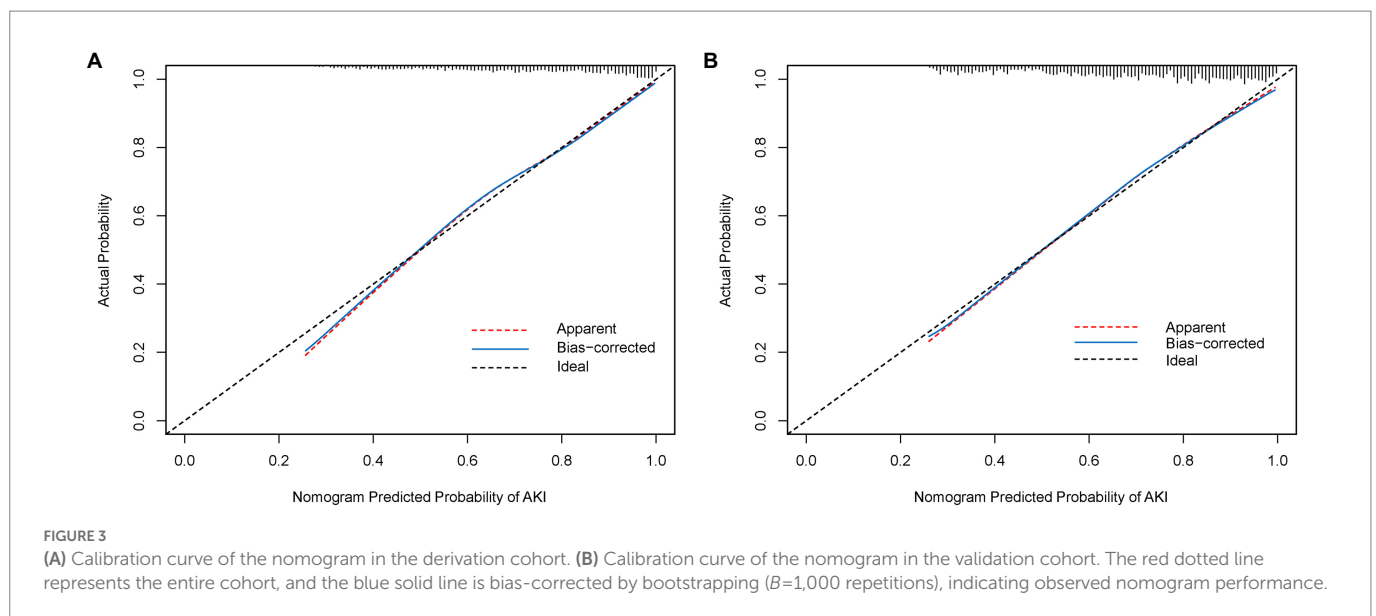 A
Actual Probability
1.0
0.8
0.6
0.4
0.2
0.0
Apparent
Bias-corrected
Ideal
0.0 0.2 0.4 0.6 0.8 1.0
Nomogram Predicted Probability of AKI
B
Actual Probability
1.0
0.8
0.6
0.4
0.2
0.0
Apparent
Bias-corrected
Ideal
0.0 0.2 0.4 0.6 0.8 1.0
Nomogram Predicted Probability of AKI
FIGURE 3
(A) Calibration curve of the nomogram in the derivation cohort. (B) Calibration curve of the nomogram in the validation cohort. The red dotted line
represents the entire cohort, and the blue solid line is bias-corrected by bootstrapping (B=1,000 repetitions), indicating observed nomogram performance.